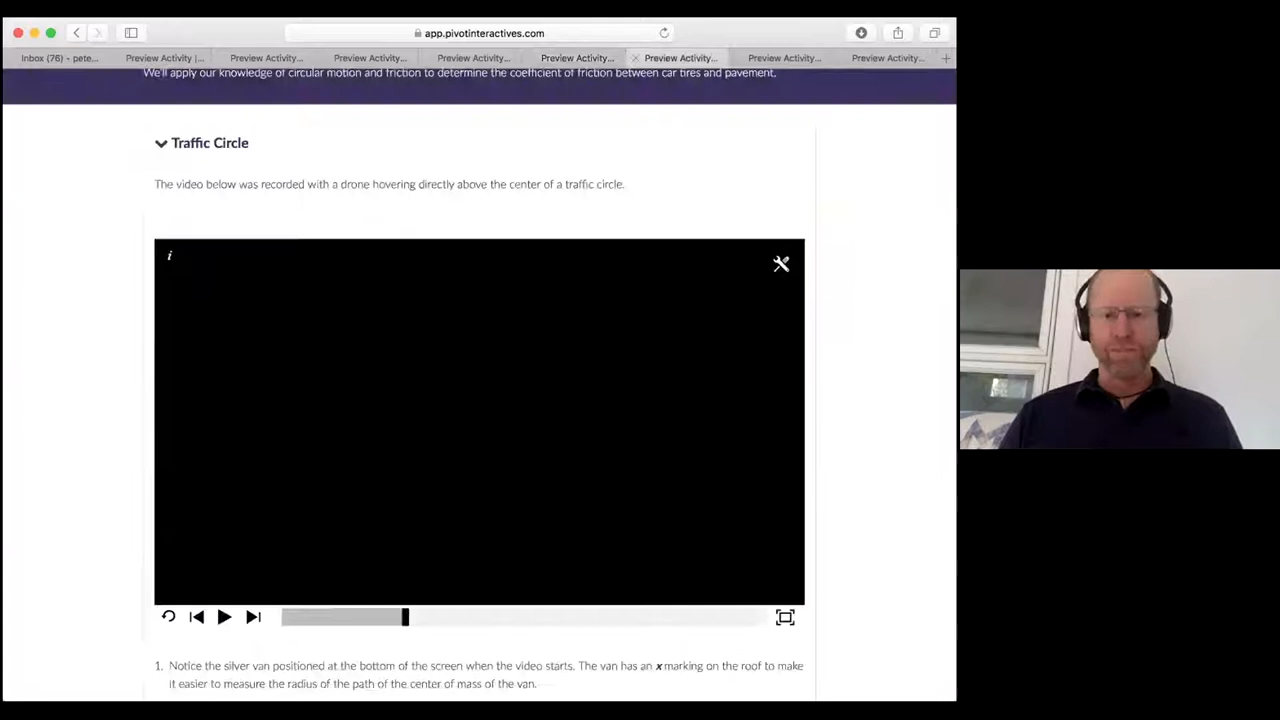 app.pivotinteractives.com
Inbox (76) - pete...
Preview Activity |...
Preview Activity...
Preview Activity...
Preview Activity...
Preview Activity...
Preview Activity...
Preview Activity...
Preview Activity...
We'll apply our knowledge of circular motion and friction to determine the coefficient of friction between car tires and pavement.
Traffic Circle
The video below was recorded with a drone hovering directly above the center of a traffic circle.
i
1. Notice the silver van positioned at the bottom of the screen when the video starts. The van has an x marking on the roof to make
it easier to measure the radius of the path of the center of mass of the van.